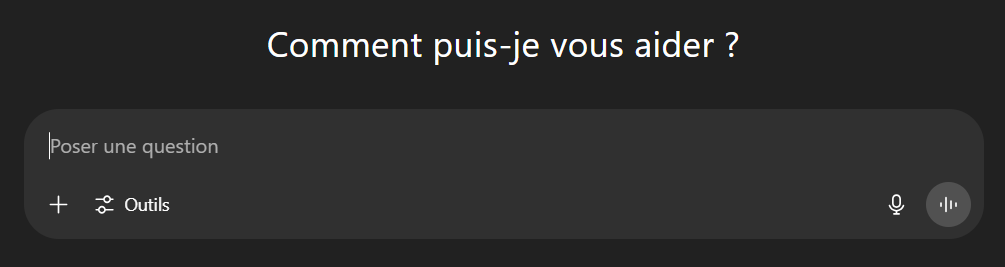 Comment puis-je vous aider ?
Poser une question
Outils